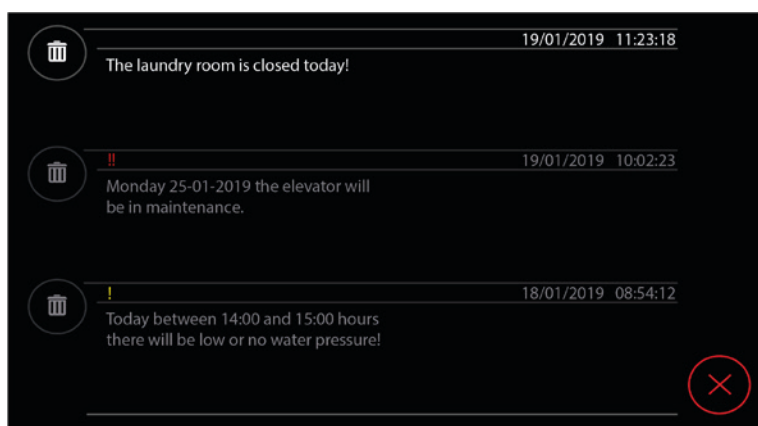 19/01/2019 11:23:18
The laundry room is closed today!
!! 19/01/2019 10:02:23
Monday 25-01-2019 the elevator will
be in maintenance.
! 18/01/2019 08:54:12
Today between 14:00 and 15:00 hours
there will be low or no water pressure!